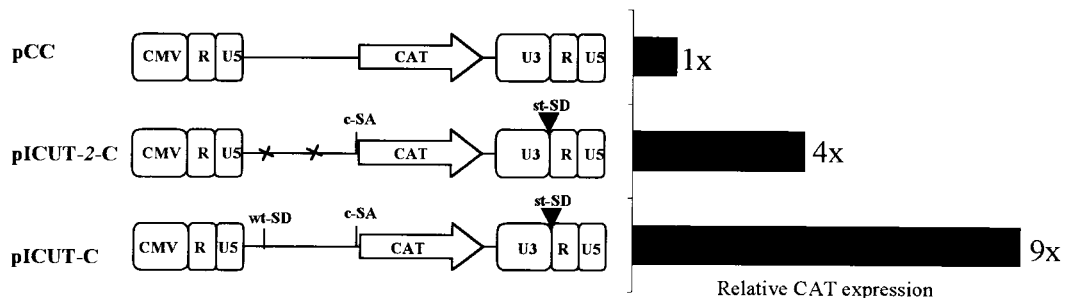 pCC CMV R U5 CAT U3 R U5 1x
c-SA st-SD
pICUT-2-C CMV R U5 CAT U3 R U5 4x
wt-SD c-SA st-SD
pICUT-C CMV R U5 CAT U3 R U5 9x
Relative CAT expression